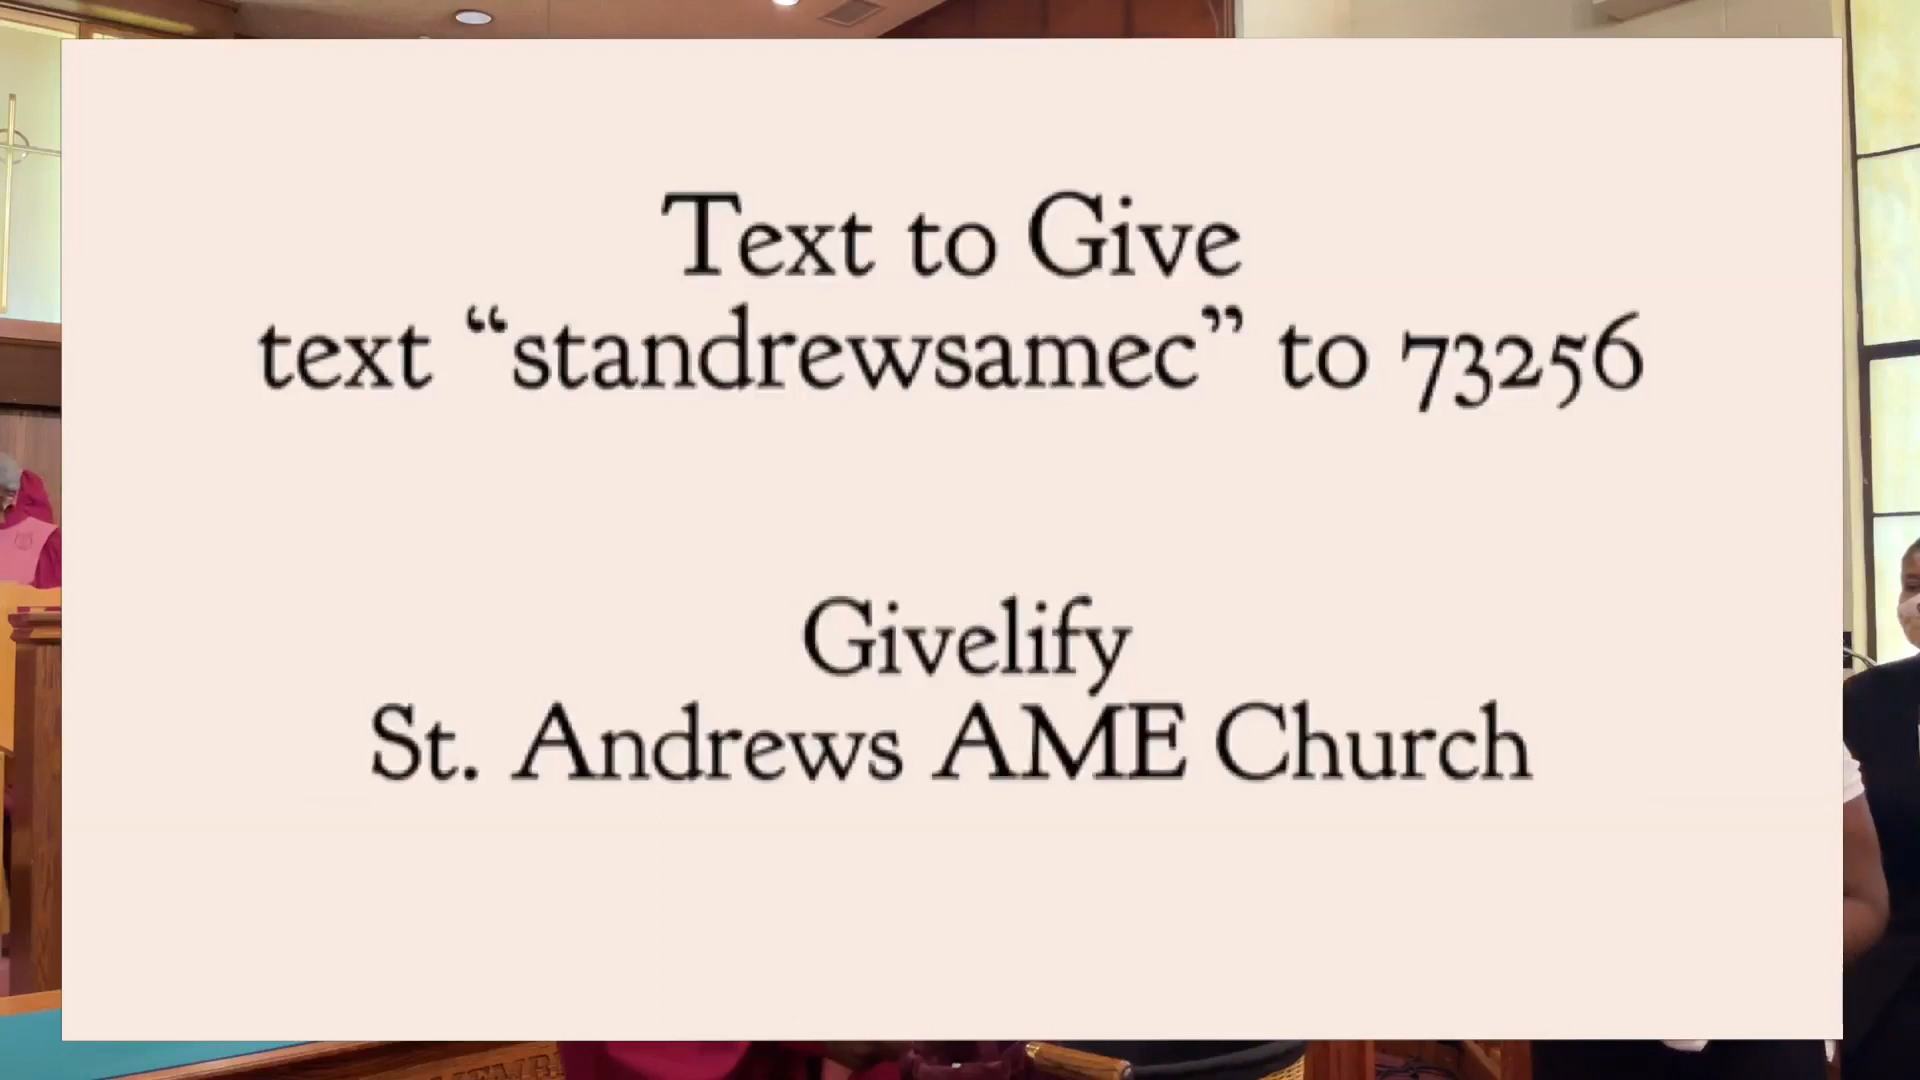 Text to Give
text “standrewsamec” to 73256
Givelify
St. Andrews AME Church